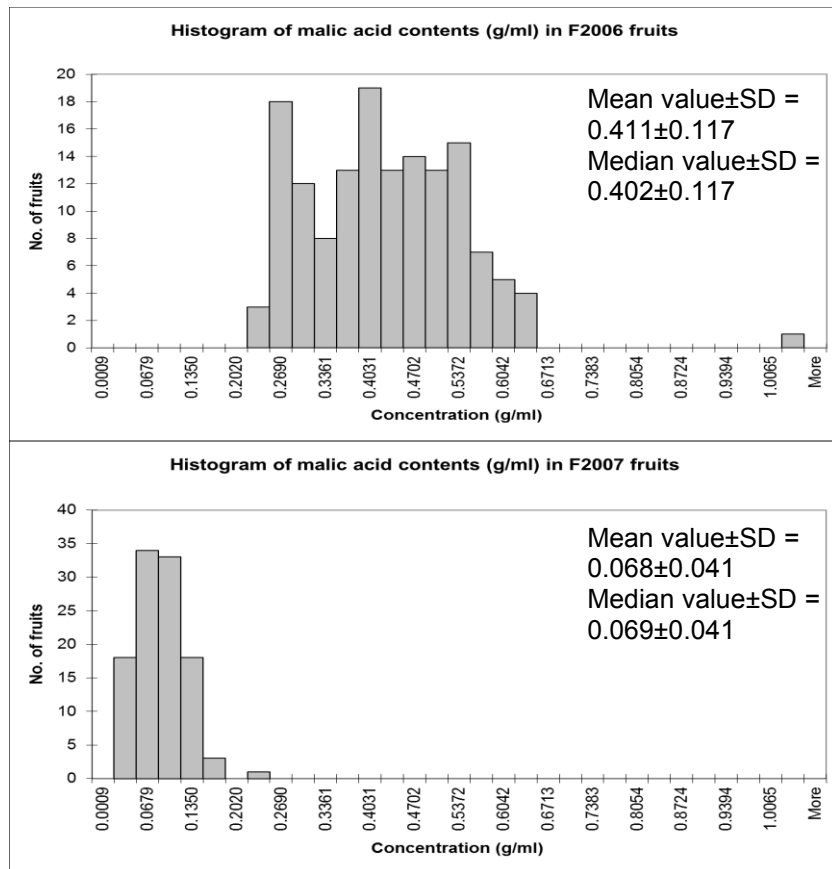 Histogram of malic acid contents (g/ml) in F2006 fruits
Mean value±SD =
0.411±0.117
Median value±SD =
0.402±0.117
No. of fruits
20
18
16
14
12
10
8
6
4
2
0
0.0009 0.0679 0.1350 0.2020 0.2690 0.3361 0.4031 0.4702 0.5372 0.6042 0.6713 0.7383 0.8054 0.8724 0.9394 1.0065 More
Concentration (g/ml)
Histogram of malic acid contents (g/ml) in F2007 fruits
Mean value±SD =
0.068±0.041
Median value±SD =
0.069±0.041
No. of fruits
40
35
30
25
20
15
10
5
0
0.0009 0.0679 0.1350 0.2020 0.2690 0.3361 0.4031 0.4702 0.5372 0.6042 0.6713 0.7383 0.8054 0.8724 0.9394 1.0065 More
Concentration (g/ml)